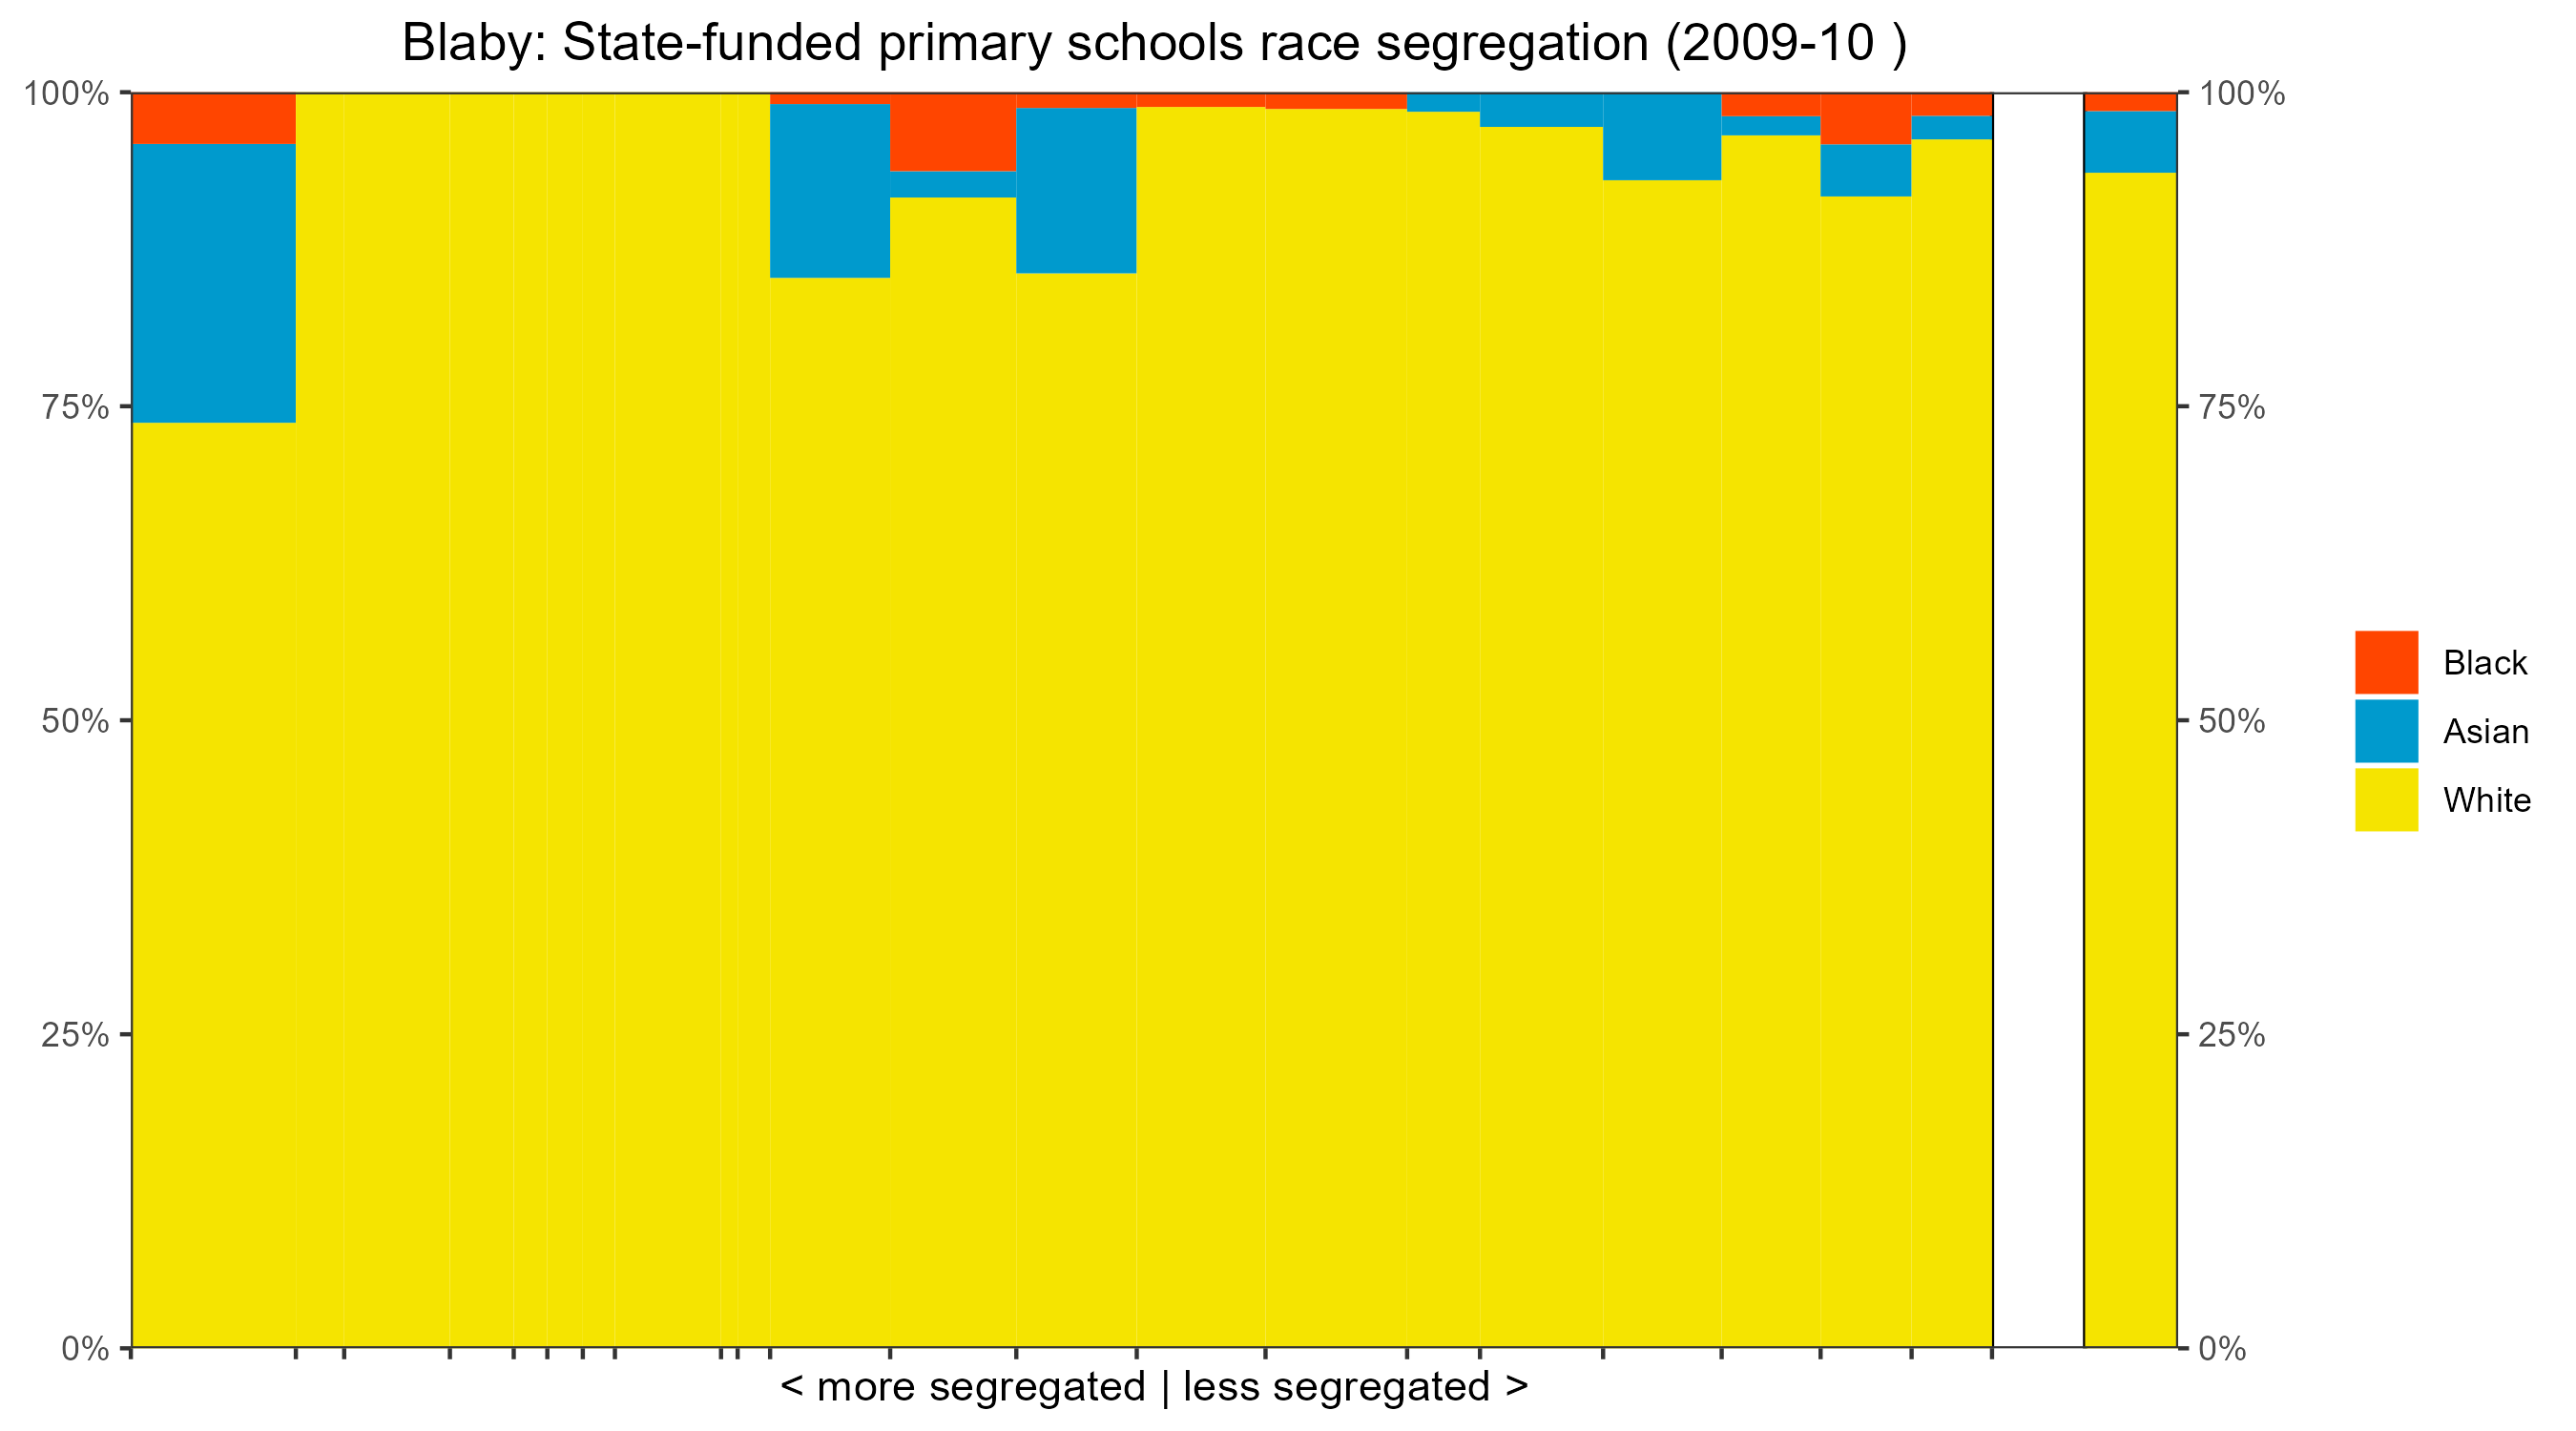 Blaby: State-funded primary schools race segregation (2009-10 )
100%
75%
50%
25%
0%
100%
75%
50%
25%
0%
Black
Asian
White
< more segregated | less segregated >